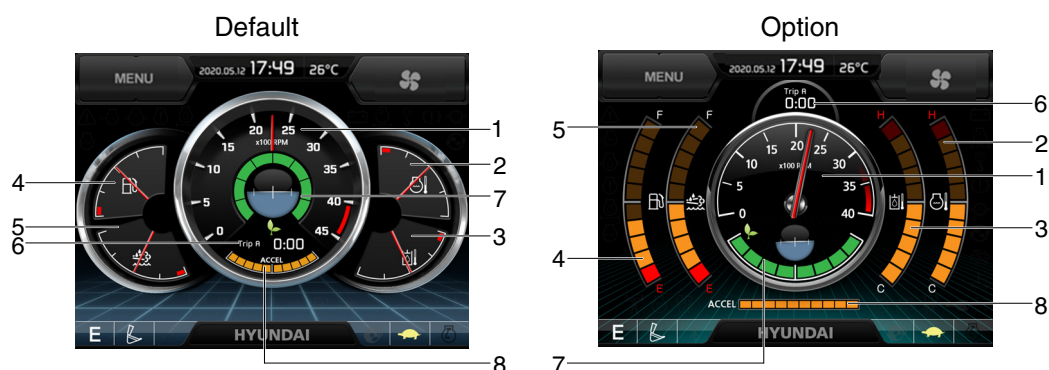 Default
MENU
2020.05.12 17:49 26°C
0
5
10
15
20
25
30
35
40
45
x100 RPM
Trip A 0:00
ACCEL
E
HYUNDAI
1
2
7
3
4
5
6
8
Option
MENU
2020.05.12 17:49 26°C
Trip A
0:00
F
F
H
H
0
5
10
15
20
25
30
35
40
x100 RPM
E
E
C
C
ACCEL
E
HYUNDAI
6
5
2
1
3
4
8
7